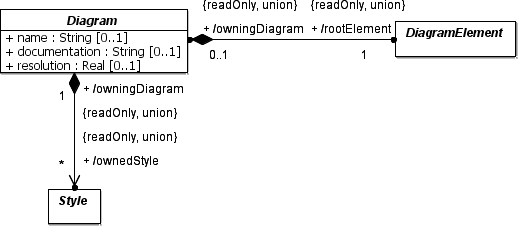 Diagram
+ name : String [0..1]
+ documentation : String [0..1]
+ resolution : Real [0..1]
{readOnly, union} {readOnly, union}
+ /owningDiagram + /rootElement
0..1 1
DiagramElement
1 + /owningDiagram
{readOnly, union}
{readOnly, union}
* + /ownedStyle
Style